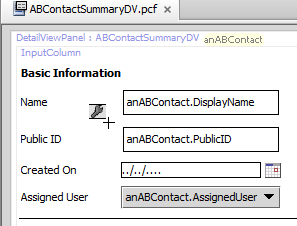 ABContactSummaryDV.pcf
DetailViewPanel : ABContactSummaryDV anABContact
InputColumn
Basic Information
Name anABContact.DisplayName
Public ID anABContact.PublicID
Created On ../../....
Assigned User anABContact.AssignedUser